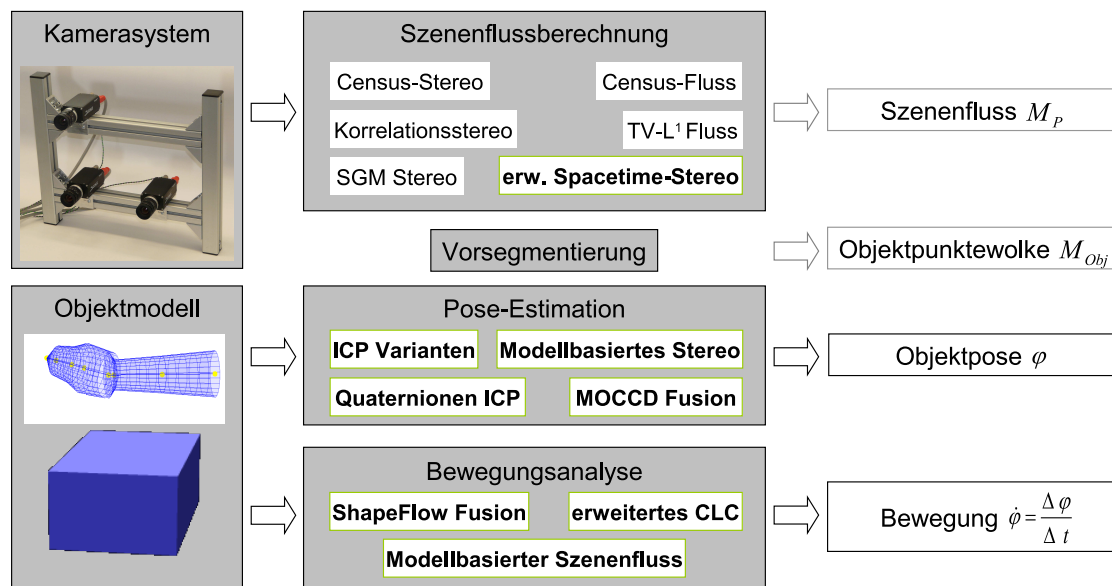 Kamerasystem
Szenenflussberechnung
Census-Stereo
Census-Fluss
Korrelationsstereo
TV-L¹ Fluss
SGM Stereo
erw. Spacetime-Stereo
Szenenfluss M_P
Vorsegmentierung
Objektpunktewolke M_Obj
Objektmodell
Pose-Estimation
ICP Varianten
Modellbasiertes Stereo
Quaternionen ICP
MOCCD Fusion
Objektpose φ
Bewegungsanalyse
ShapeFlow Fusion
erweitertes CLC
Modellbasierter Szenenfluss
Bewegung φ̇ = Δ φ / Δ t